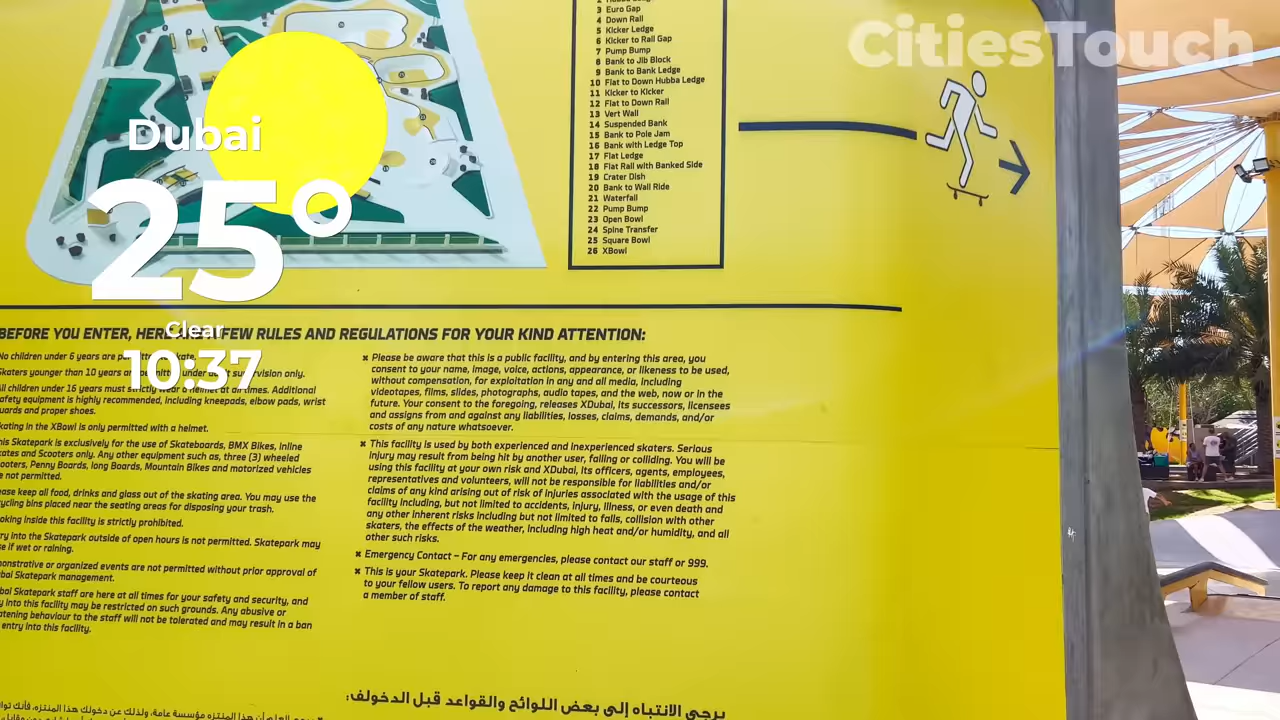 CitiesTouch
Dubai
25°
Clear
10:37
3 Euro Gap
4 Down Rail
5 Kicker Ledge
6 Kicker to Rail Gap
7 Pump Bump
8 Bank to Jib Block
9 Bank to Bank Ledge
10 Flat to Down Hubba Ledge
11 Kicker to Kicker
12 Flat to Down Rail
13 Vert Wall
14 Suspended Bank
15 Bank to Pole Jam
16 Bank with Ledge Top
17 Flat Ledge
18 Flat Rail with Banked Side
19 Crater Dish
20 Bank to Wall Ride
21 Waterfall
22 Pump Bump
23 Open Bowl
24 Spine Transfer
25 Square Bowl
26 XBowl
BEFORE YOU ENTER, HERE FEW RULES AND REGULATIONS FOR YOUR KIND ATTENTION:
No children under 6 years are skate.
Skaters younger than 10 years under supervision only.
All children under 16 years must strictly wear a helmet at all times. Additional
safety equipment is highly recommended, including kneepads, elbow pads, wrist
and proper shoes.
in the XBowl is only permitted with a helmet.
is exclusively for the use of Skateboards, BMX Bikes, Inline
and Scooters only. Any other equipment such as, three (3) wheeled
Penny Boards, long Boards, Mountain Bikes and motorized vehicles
not permitted.
keep all food, drinks and glass out of the skating area. You may use the
bins placed near the seating areas for disposing your trash.
inside this facility is strictly prohibited.
into the Skatepark outside of open hours is not permitted. Skatepark may
if wet or raining.
or organized events are not permitted without prior approval of
Skatepark management.
Skatepark staff are here at all times for your safety and security, and
into this facility may be restricted on such grounds. Any abusive or
behaviour to the staff will not be tolerated and may result in a ban
entry into this facility.
Please be aware that this is a public facility, and by entering this area, you
consent to your name, image, voice, actions, appearance, or likeness to be used,
without compensation, for exploitation in any and all media, including
videotapes, films, slides, photographs, audio tapes, and the web, now or in the
future. Your consent to the foregoing, releases XDubai, its successors, licensees
and assigns from and against any liabilities, losses, claims, demands, and/or
costs of any nature whatsoever.
This facility is used by both experienced and inexperienced skaters. Serious
injury may result from being hit by another user, falling or colliding. You will be
using this facility at your own risk and XDubai, its officers, agents, employees,
representatives and volunteers, will not be responsible for liabilities and/or
claims of any kind arising out of risk of injuries associated with the usage of this
facility including, but not limited to accidents, injury, illness, or even death and
any other inherent risks including but not limited to falls, collision with other
skaters, the effects of the weather, including high heat and/or humidity, and all
other such risks.
Emergency Contact – For any emergencies, please contact our staff or 999.
This is your Skatepark. Please keep it clean at all times and be courteous
to your fellow users. To report any damage to this facility, please contact
a member of staff.
يرجى الانتباه إلى بعض اللوائح والقواعد قبل الدخولف:
المنتزه مؤسسة عامة، ولذلك عن دخولك هذا المنتزه، فأنك